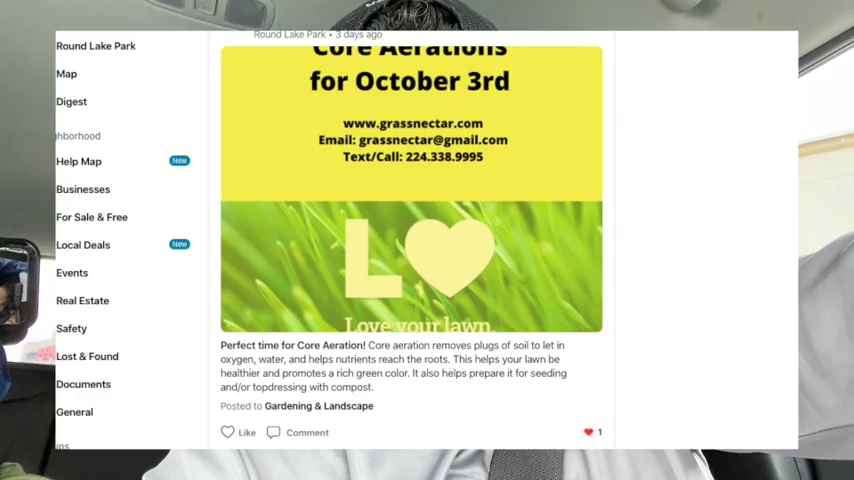 Round Lake Park • 3 days ago
Round Lake Park
Map
Digest
ghborhood
Help Map New
Businesses
For Sale & Free
Local Deals New
Events
Real Estate
Safety
Lost & Found
Documents
General
ups
Core Aerations
for October 3rd
www.grassnectar.com
Email: grassnectar@gmail.com
Text/Call: 224.338.9995
L
Love your lawn.
Perfect time for Core Aeration! Core aeration removes plugs of soil to let in
oxygen, water, and helps nutrients reach the roots. This helps your lawn be
healthier and promotes a rich green color. It also helps prepare it for seeding
and/or topdressing with compost.
Posted to Gardening & Landscape
Like Comment 1